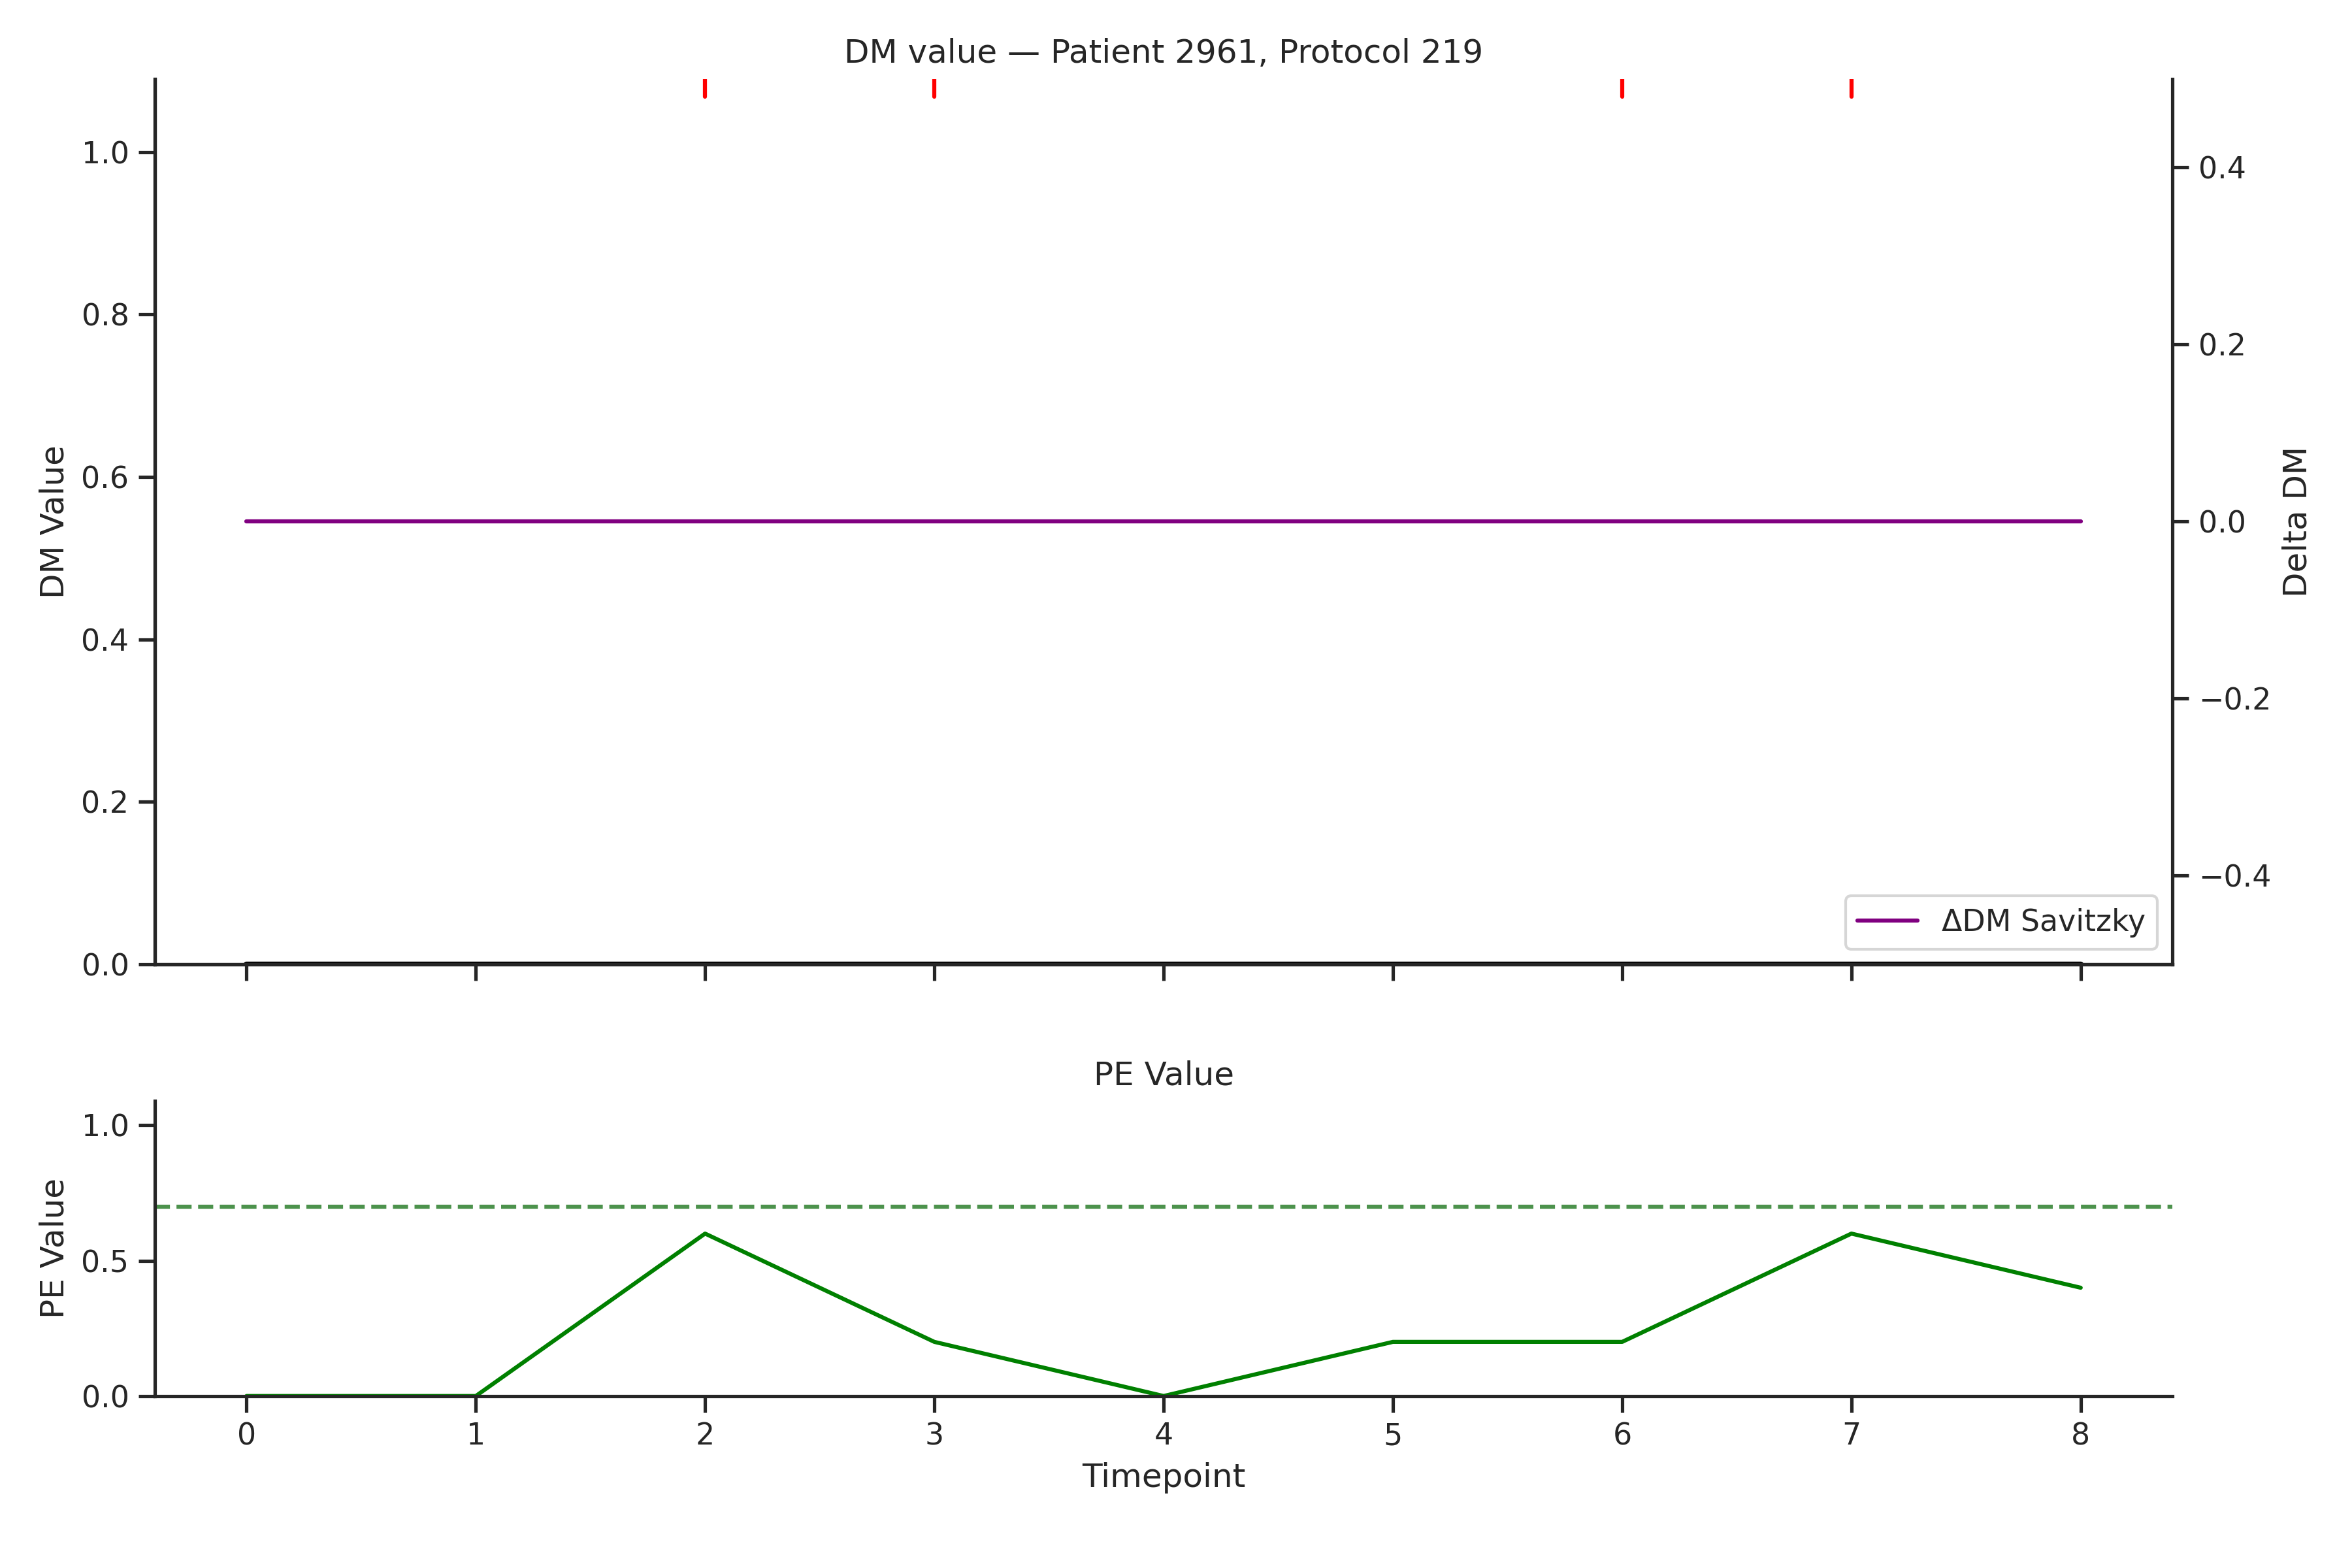 DM value — Patient 2961, Protocol 219
1.0
0.8
0.6
0.4
0.2
0.0
DM Value
0.4
0.2
0.0
−0.2
−0.4
Delta DM
ΔDM Savitzky
PE Value
1.0
0.5
0.0
PE Value
0 1 2 3 4 5 6 7 8
Timepoint